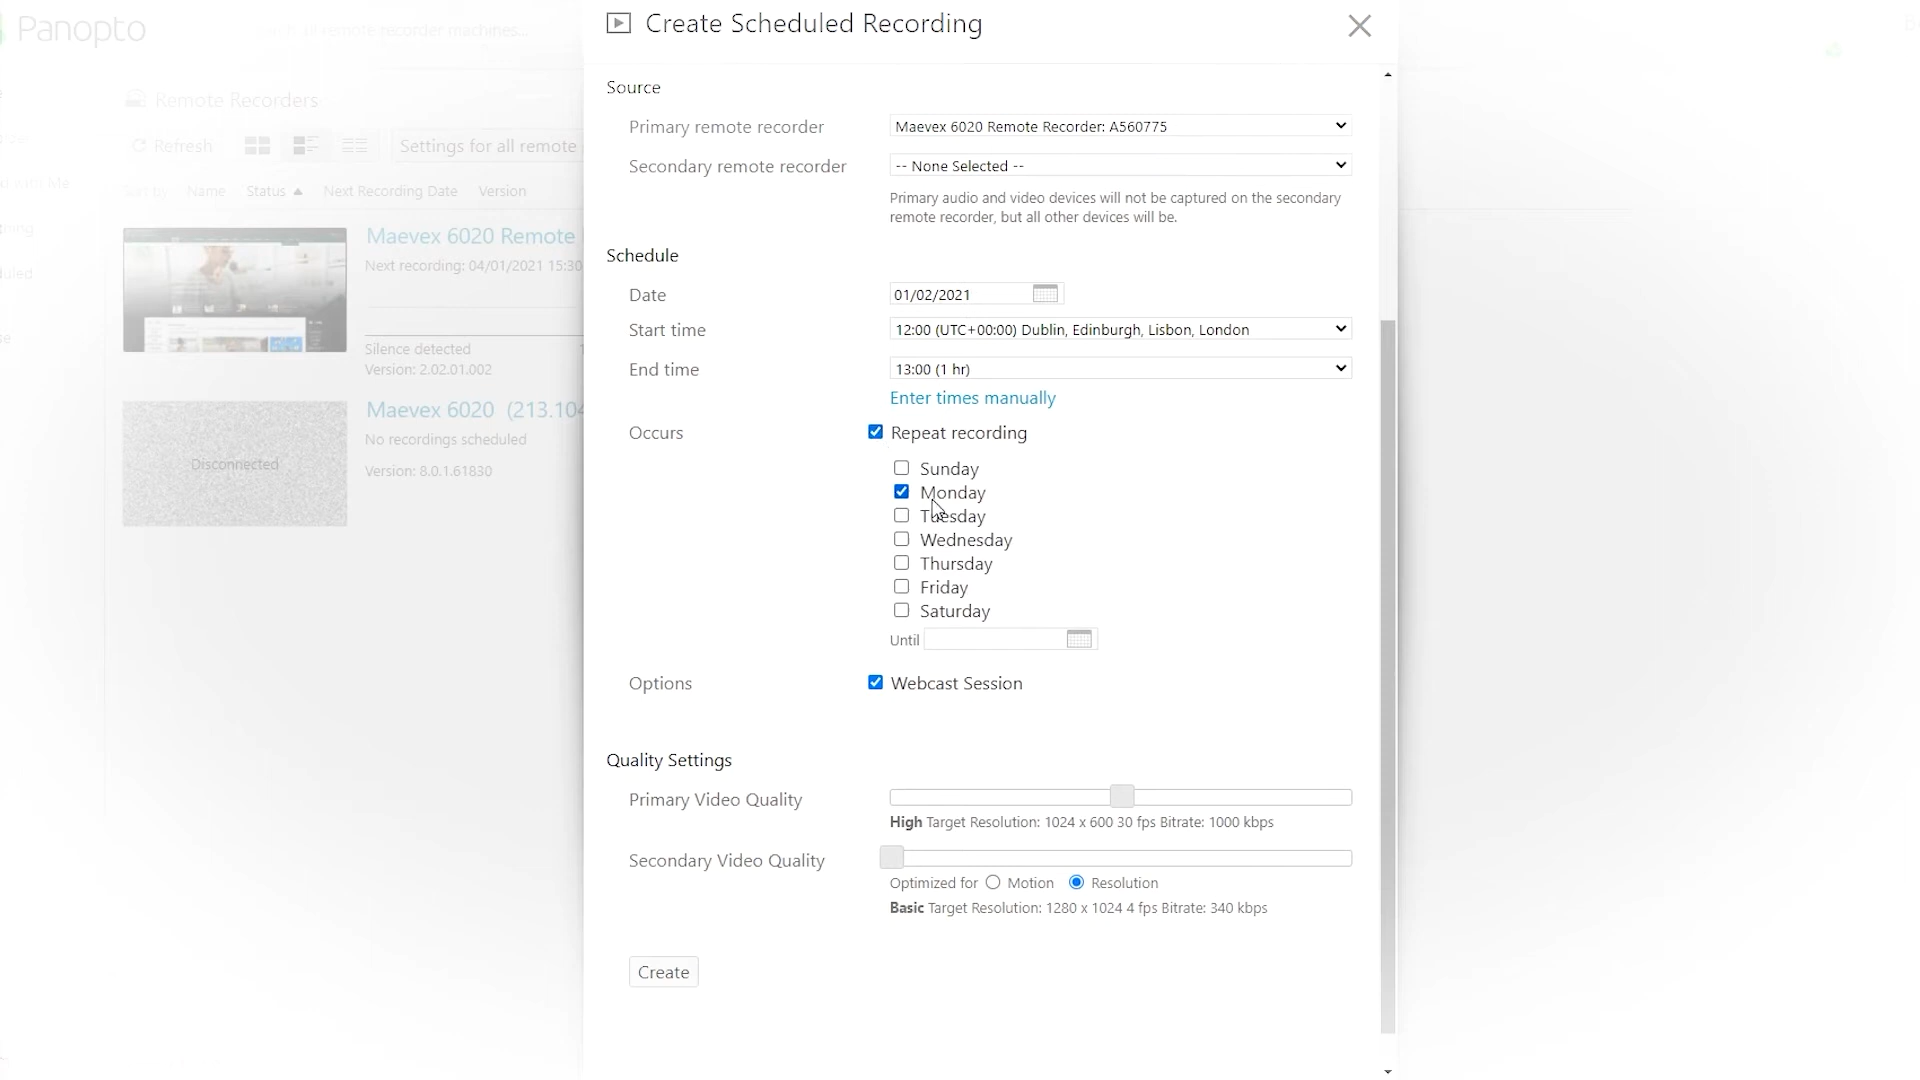 Panopto
remote recorder machines...
Remote Recorders
Refresh
Settings for all remote
Sort by Name Status Next Recording Date Version
Maevex 6020 Remote
Next recording: 04/01/2021 15:30
Silence detected
Version: 2.02.01.002
Maevex 6020 (213.104
No recordings scheduled
Disconnected
Version: 8.0.1.61830
Create Scheduled Recording
Source
Primary remote recorder
Maevex 6020 Remote Recorder: A560775
Secondary remote recorder
-- None Selected --
Primary audio and video devices will not be captured on the secondary
remote recorder, but all other devices will be.
Schedule
Date
01/02/2021
Start time
12:00 (UTC+00:00) Dublin, Edinburgh, Lisbon, London
End time
13:00 (1 hr)
Enter times manually
Occurs
Repeat recording
Sunday
Monday
Tuesday
Wednesday
Thursday
Friday
Saturday
Until
Options
Webcast Session
Quality Settings
Primary Video Quality
High Target Resolution: 1024 x 600 30 fps Bitrate: 1000 kbps
Secondary Video Quality
Optimized for Motion Resolution
Basic Target Resolution: 1280 x 1024 4 fps Bitrate: 340 kbps
Create